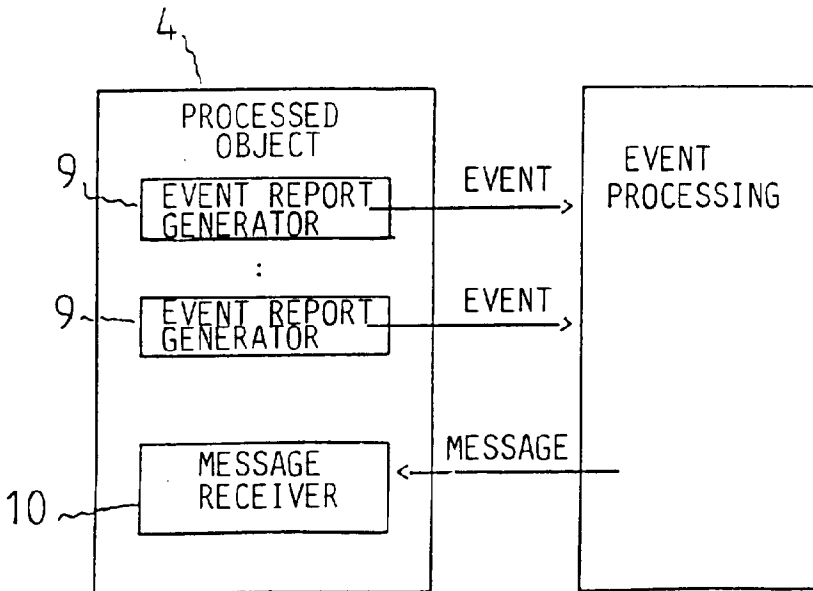 4
PROCESSED
OBJECT
9
EVENT REPORT
GENERATOR
EVENT
EVENT
PROCESSING
:
9
EVENT REPORT
GENERATOR
EVENT
MESSAGE
RECEIVER
MESSAGE
10